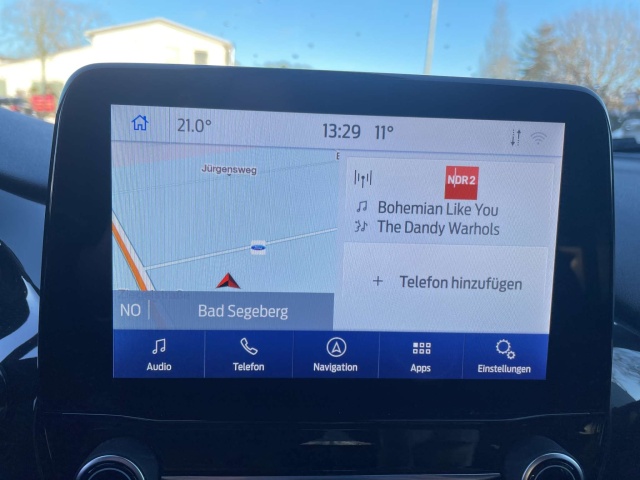 21.0°
13:29
11°
Jürgensweg
NDR 2
Bohemian Like You
The Dandy Warhols
Ford
Telefon hinzufügen
NO
Bad Segeberg
Audio
Telefon
Navigation
Apps
Einstellungen